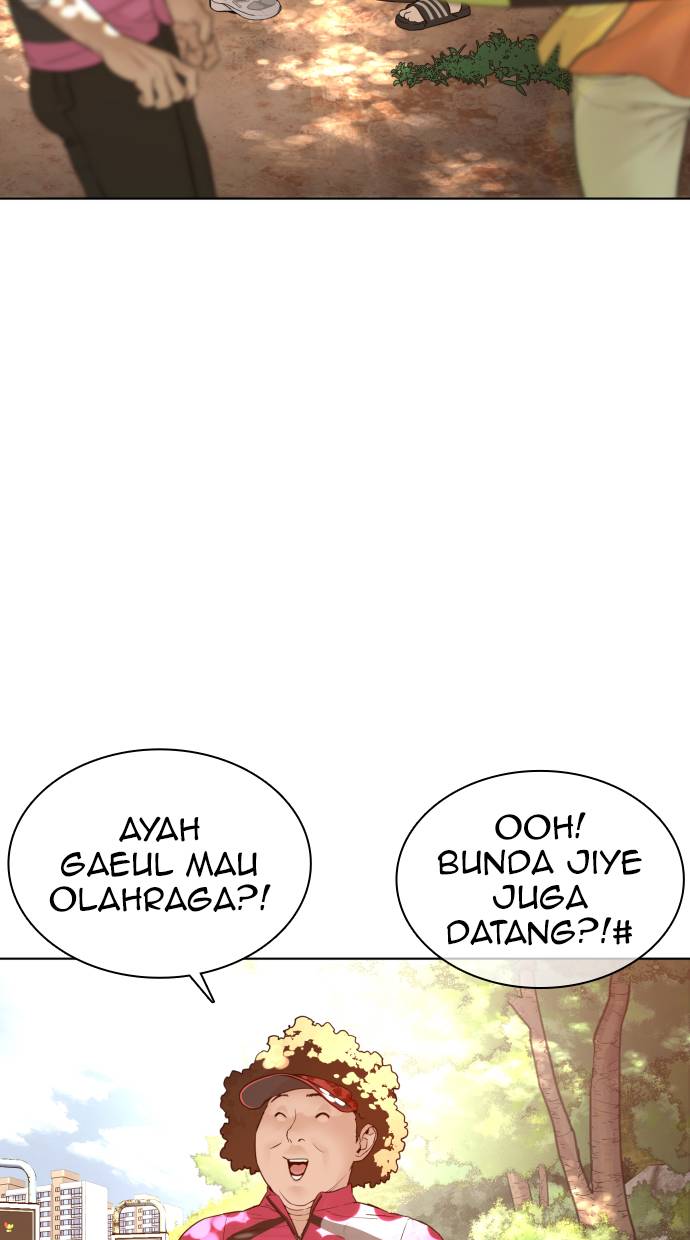 AYAH
GAEUL MAU
OLAHRAGA?!
OOH!
BUNDA JIYE
JUGA
DATANG?!#